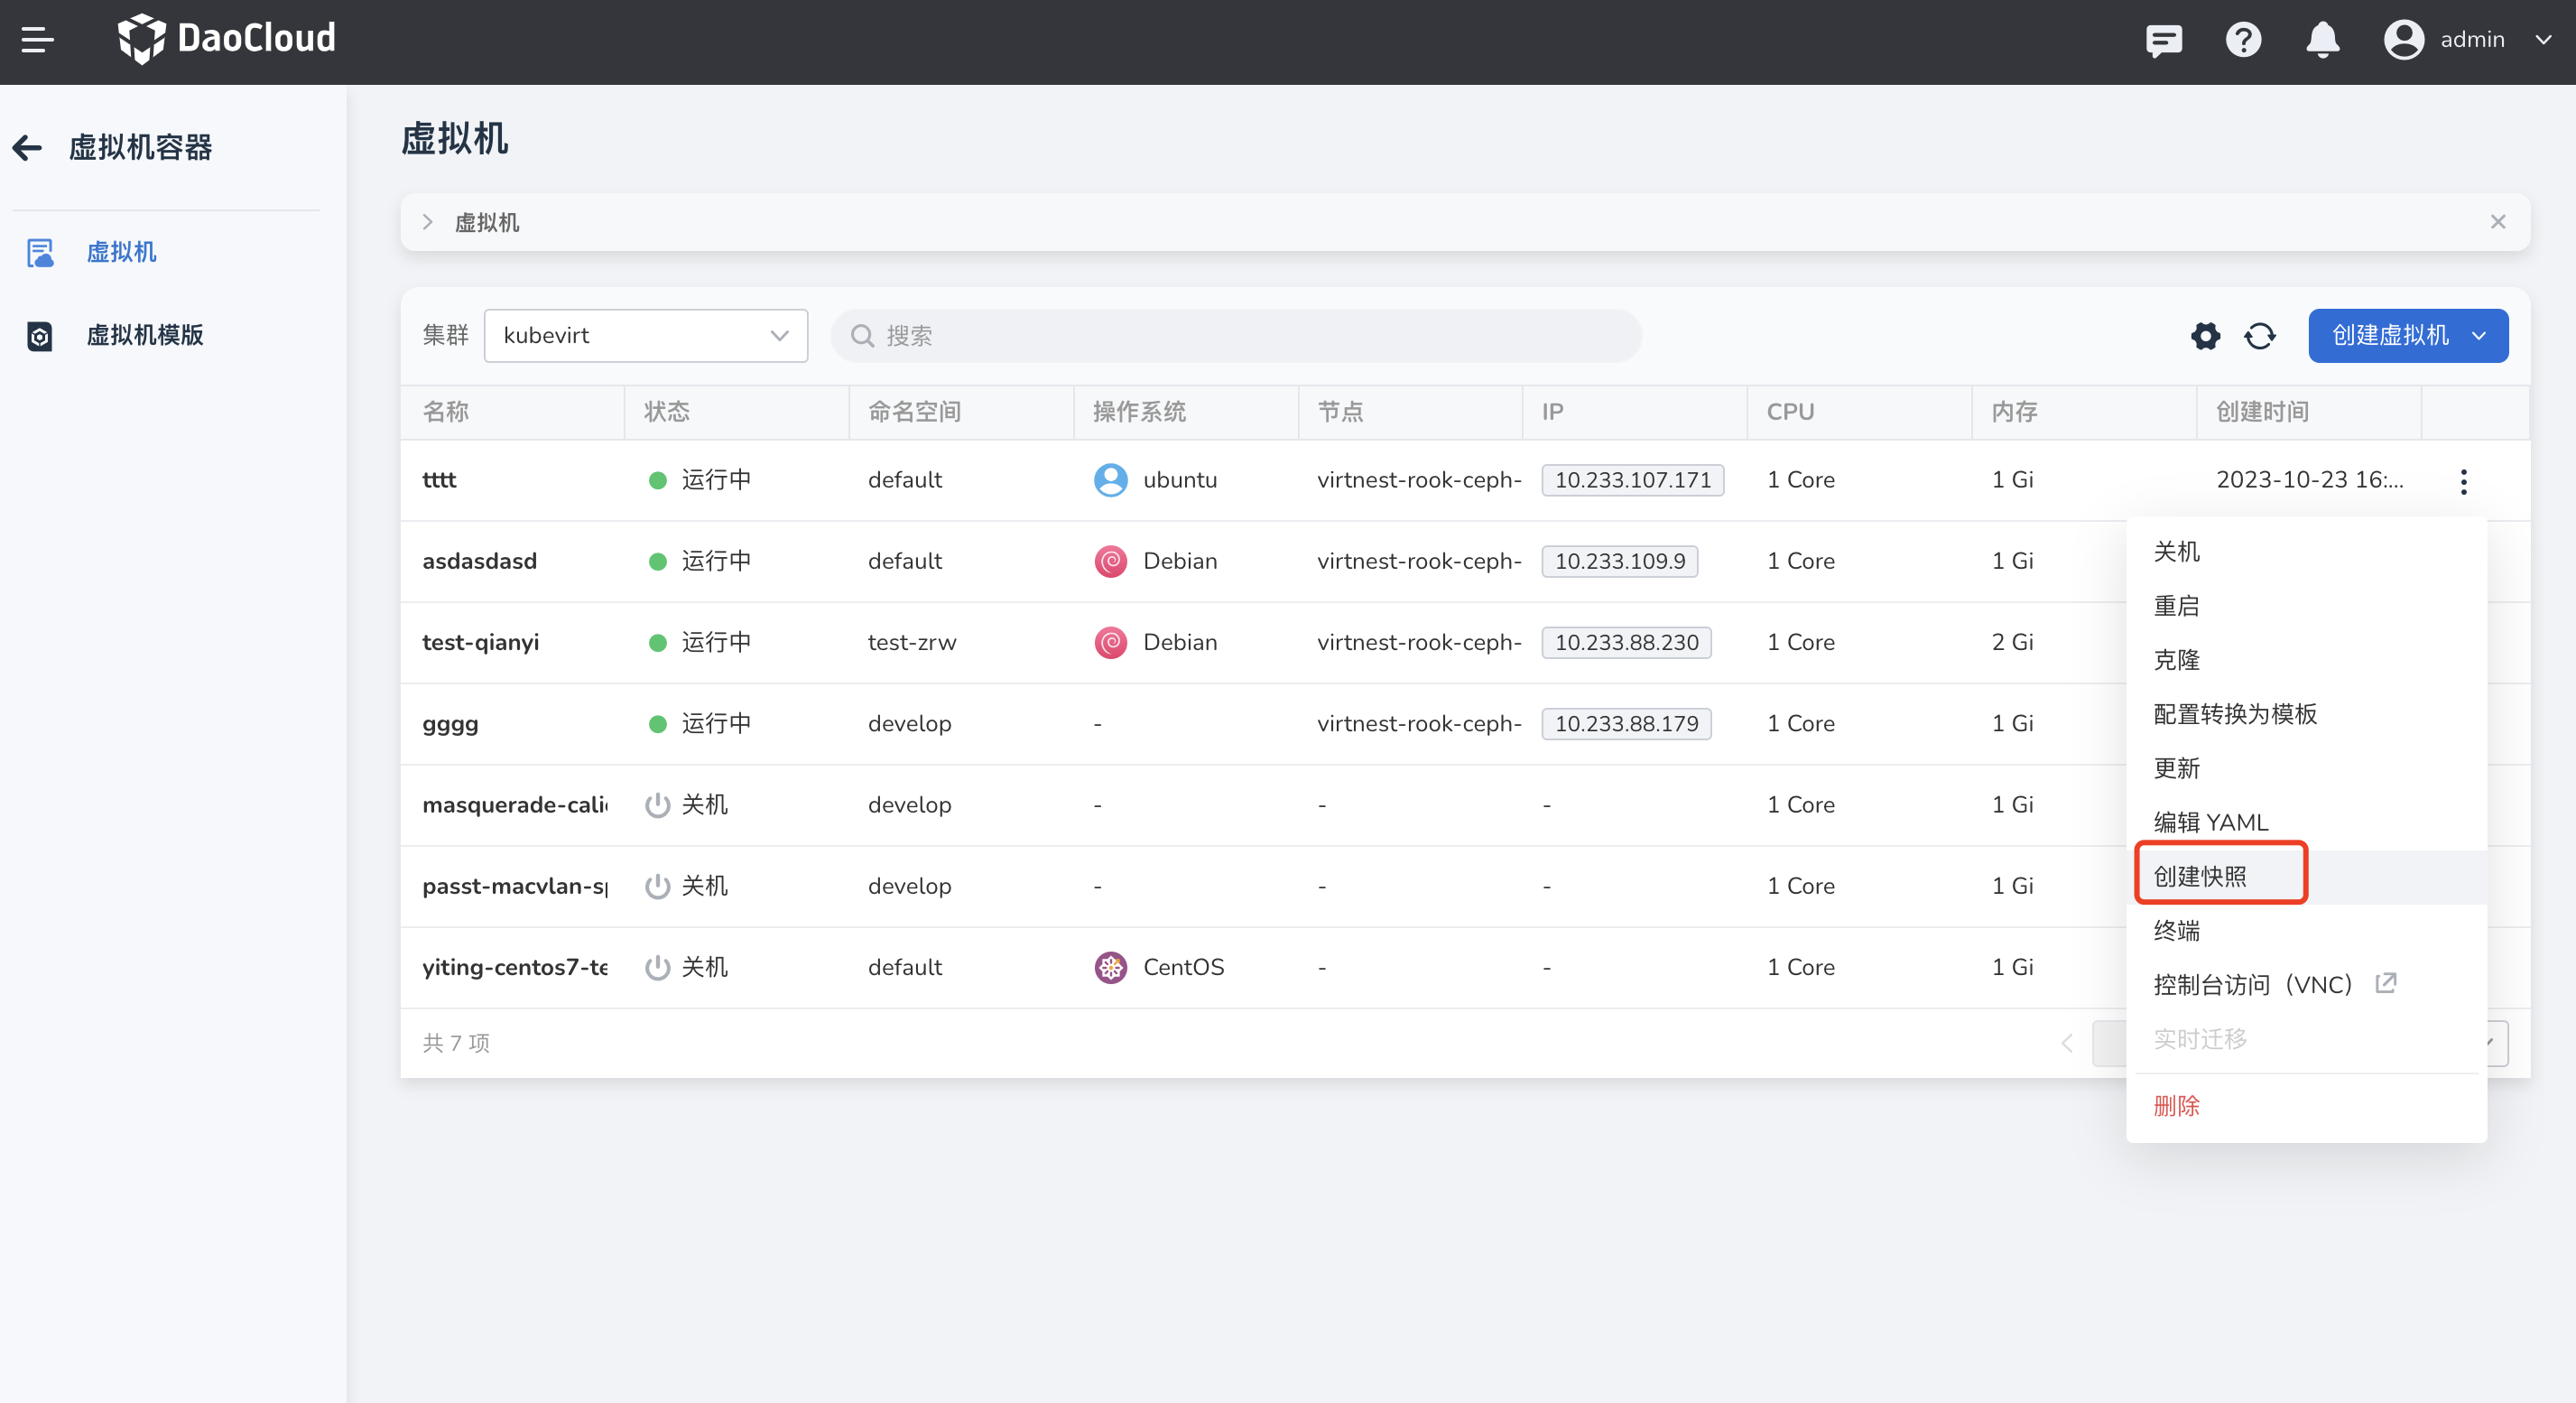 DaoCloud
admin
虚拟机容器
虚拟机
虚拟机模版
虚拟机
虚拟机
集群 kubevirt 搜索 创建虚拟机
名称 状态 命名空间 操作系统 节点 IP CPU 内存 创建时间
tttt 运行中 default ubuntu virtnest-rook-ceph- 10.233.107.171 1 Core 1 Gi 2023-10-23 16:...
asdasdasd 运行中 default Debian virtnest-rook-ceph- 10.233.109.9 1 Core 1 Gi
test-qianyi 运行中 test-zrw Debian virtnest-rook-ceph- 10.233.88.230 1 Core 2 Gi
gggg 运行中 develop - virtnest-rook-ceph- 10.233.88.179 1 Core 1 Gi
masquerade-cali 关机 develop - - - 1 Core 1 Gi
passt-macvlan-s 关机 develop - - - 1 Core 1 Gi
yiting-centos7-te 关机 default CentOS - - 1 Core 1 Gi
共 7 项
关机
重启
克隆
配置转换为模板
更新
编辑 YAML
创建快照
终端
控制台访问（VNC）
实时迁移
删除